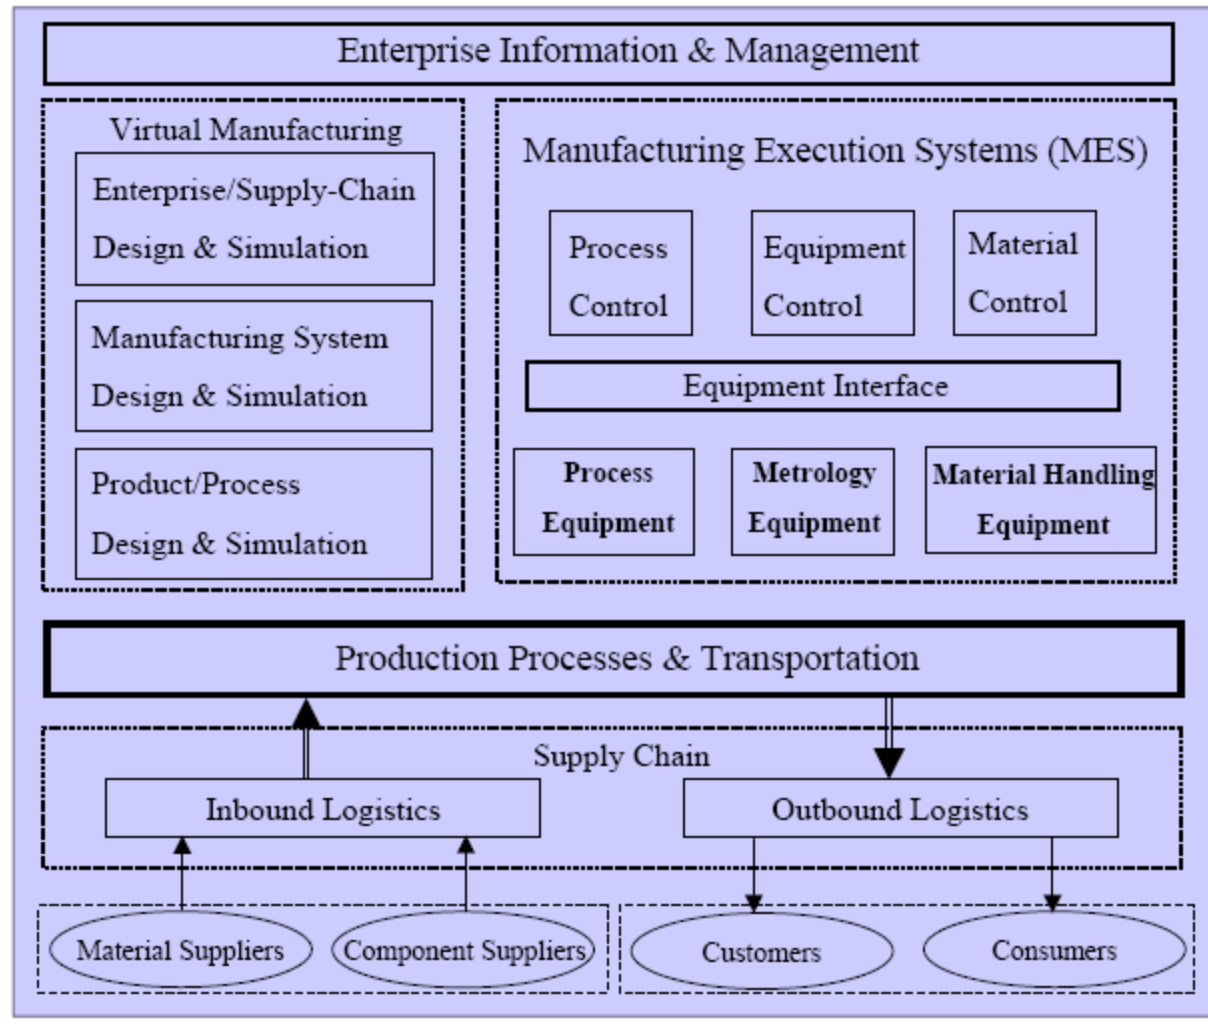 Enterprise Information & Management
Virtual Manufacturing
Enterprise/Supply-Chain
Design & Simulation
Manufacturing System
Design & Simulation
Product/Process
Design & Simulation
Manufacturing Execution Systems (MES)
Process
Control
Equipment
Control
Material
Control
Equipment Interface
Process
Equipment
Metrology
Equipment
Material Handling
Equipment
Production Processes & Transportation
Supply Chain
Inbound Logistics
Outbound Logistics
Material Suppliers
Component Suppliers
Customers
Consumers